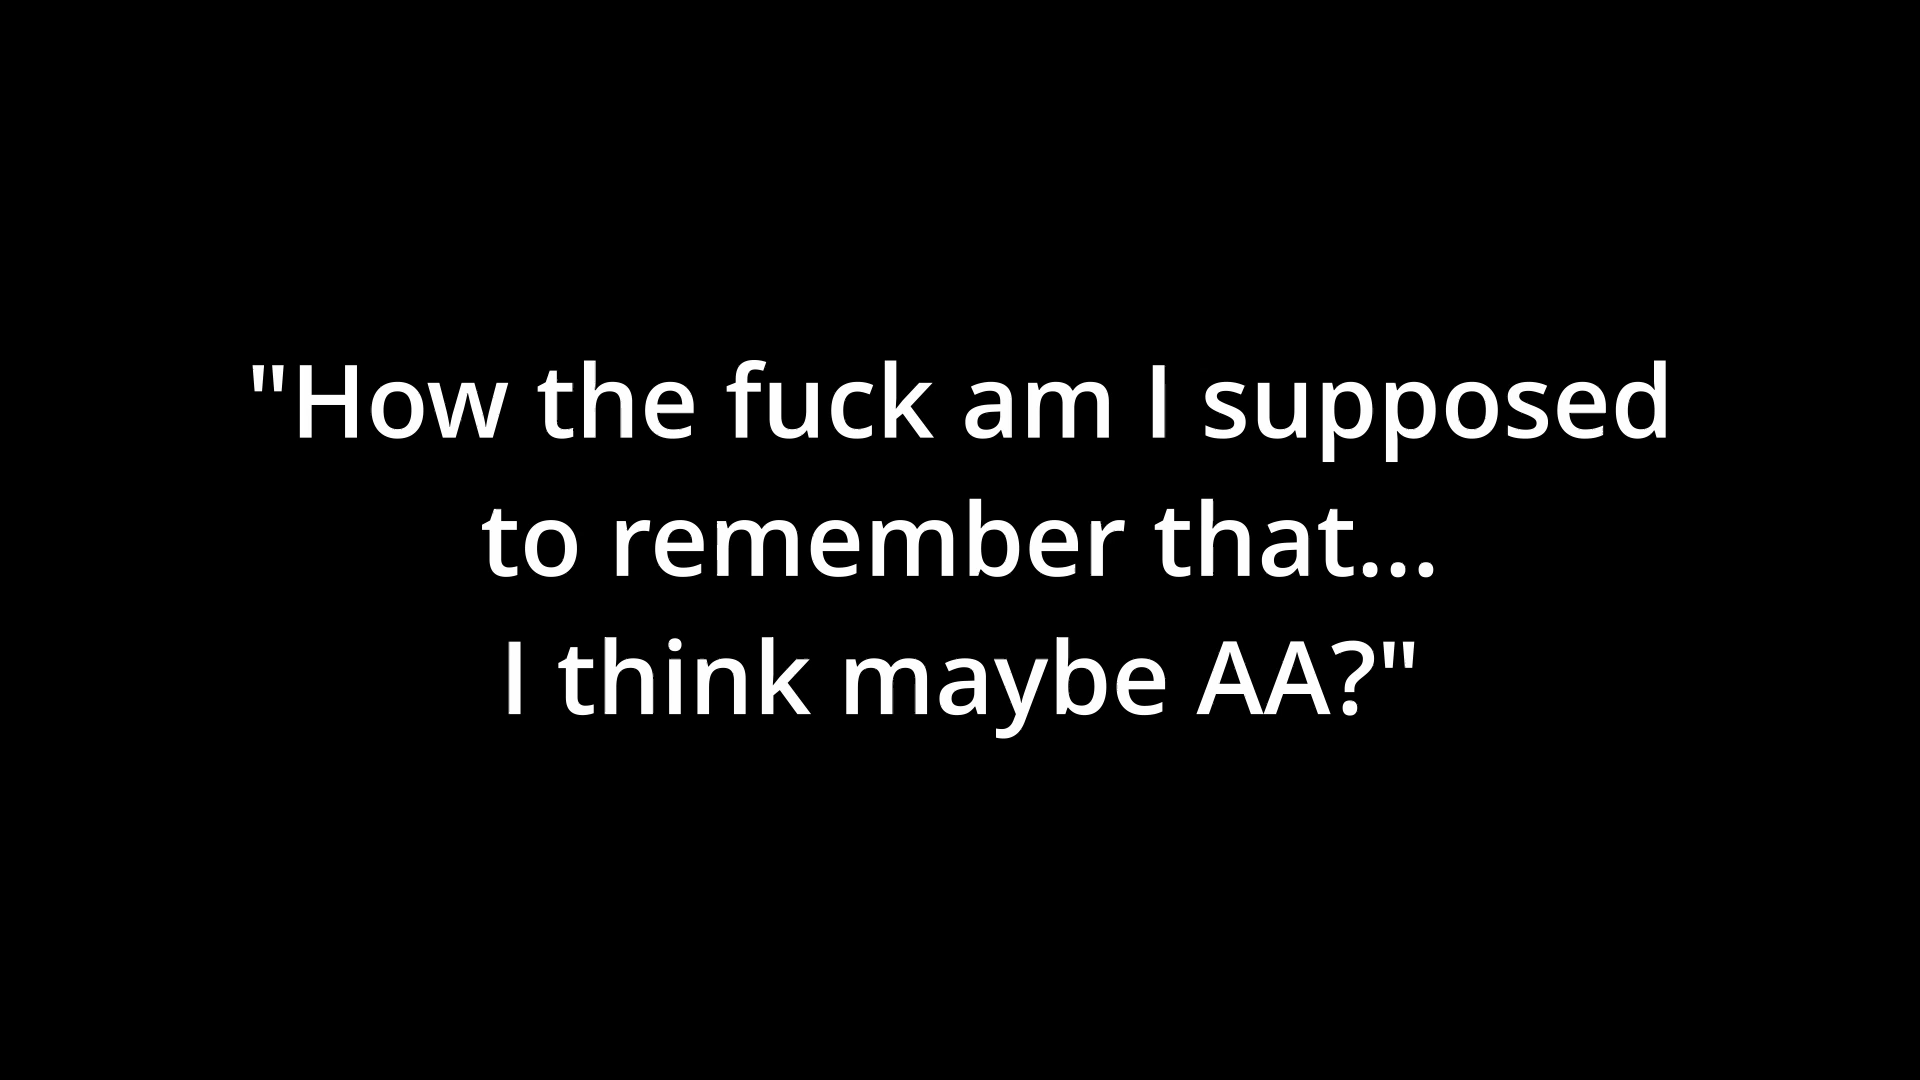 "How the fuck am I supposed
to remember that...
I think maybe AA?"